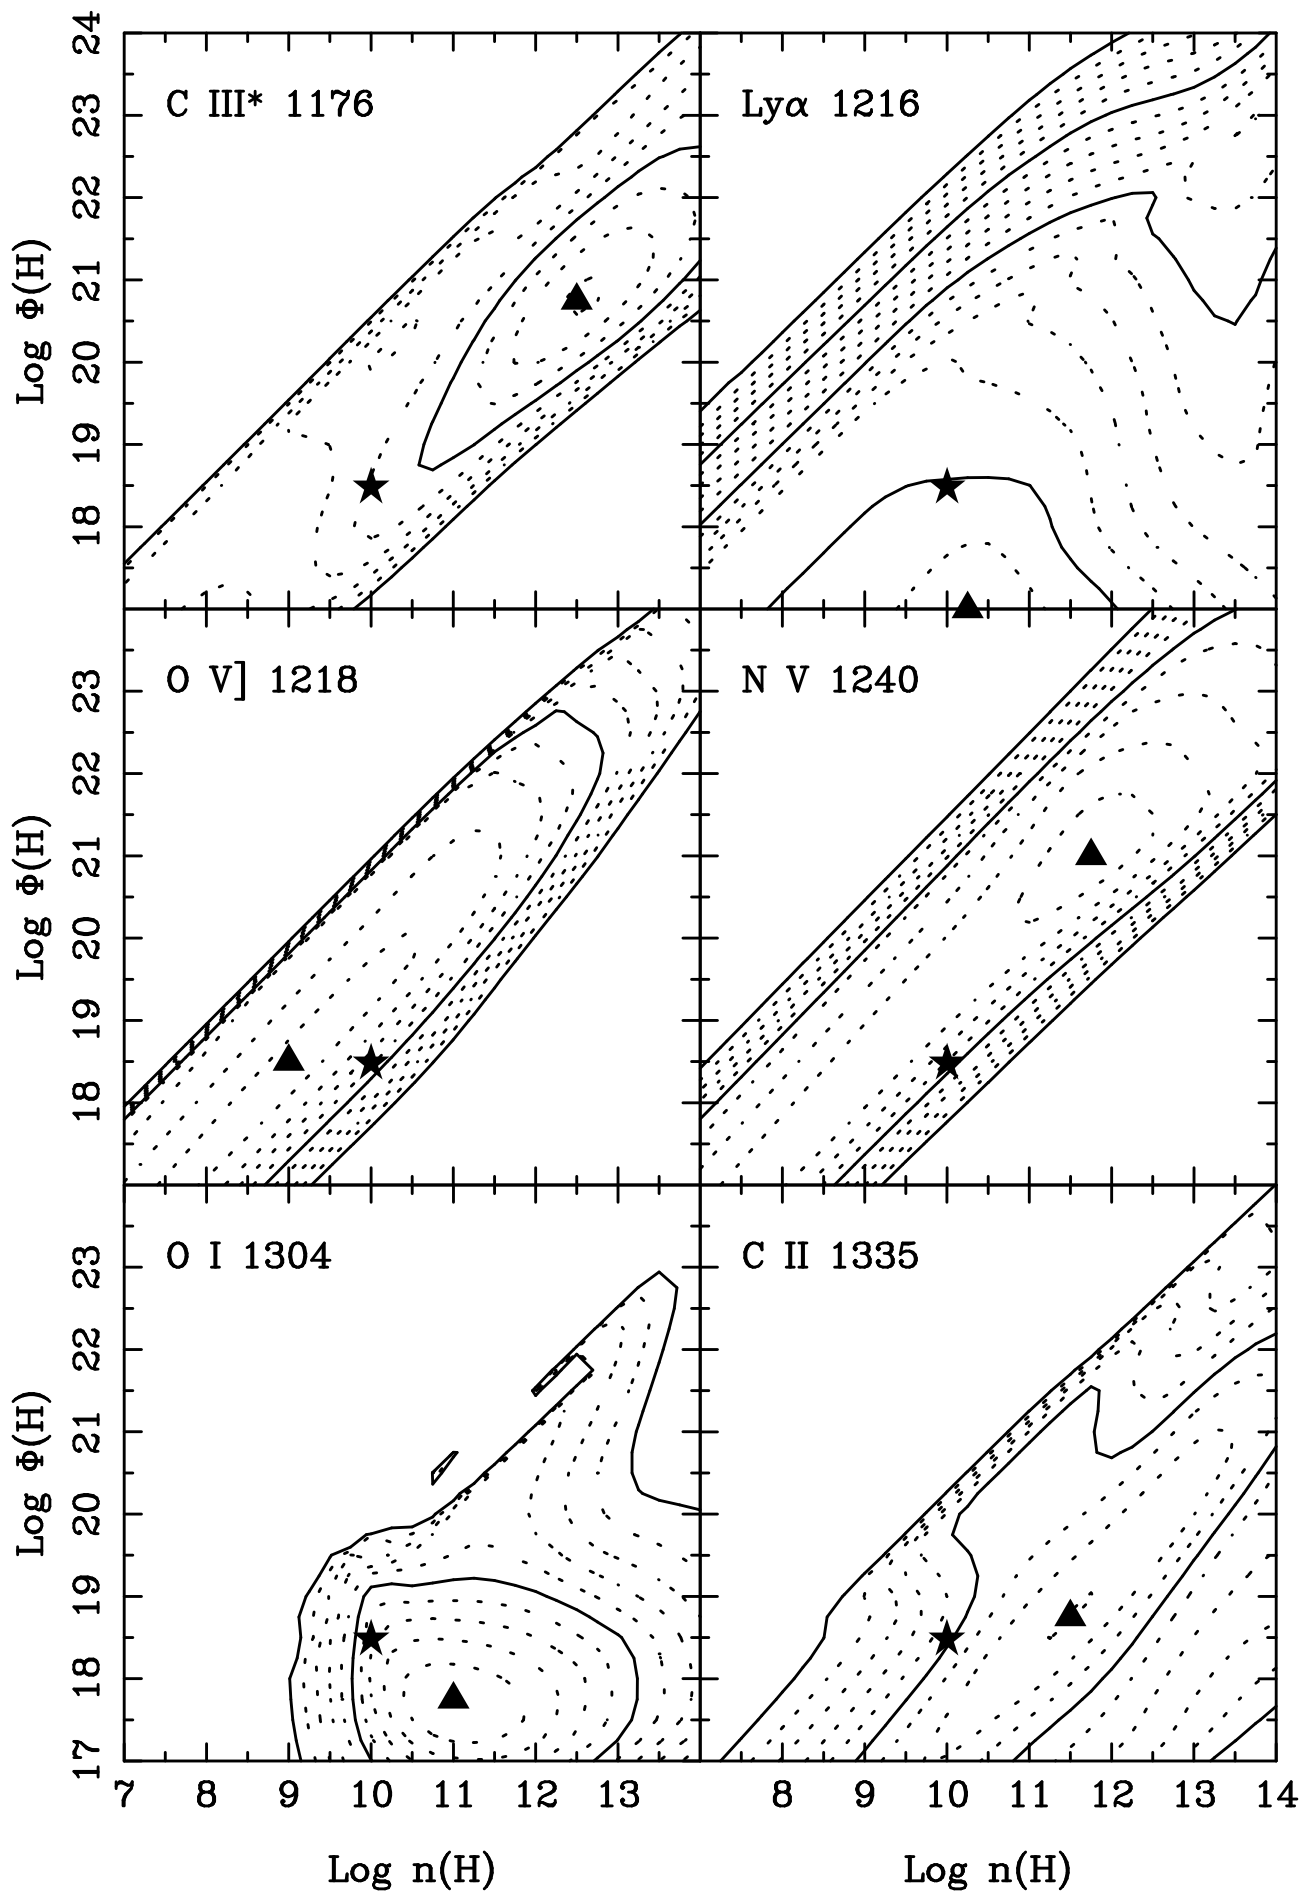 24
23
22
21
20
19
18
Log Φ(H)
C III* 1176
Lyα 1216
23
22
21
20
19
18
Log Φ(H)
O V] 1218
N V 1240
23
22
21
20
19
18
17
Log Φ(H)
O I 1304
C II 1335
7 8 9 10 11 12 13 8 9 10 11 12 13 14
Log n(H) Log n(H)